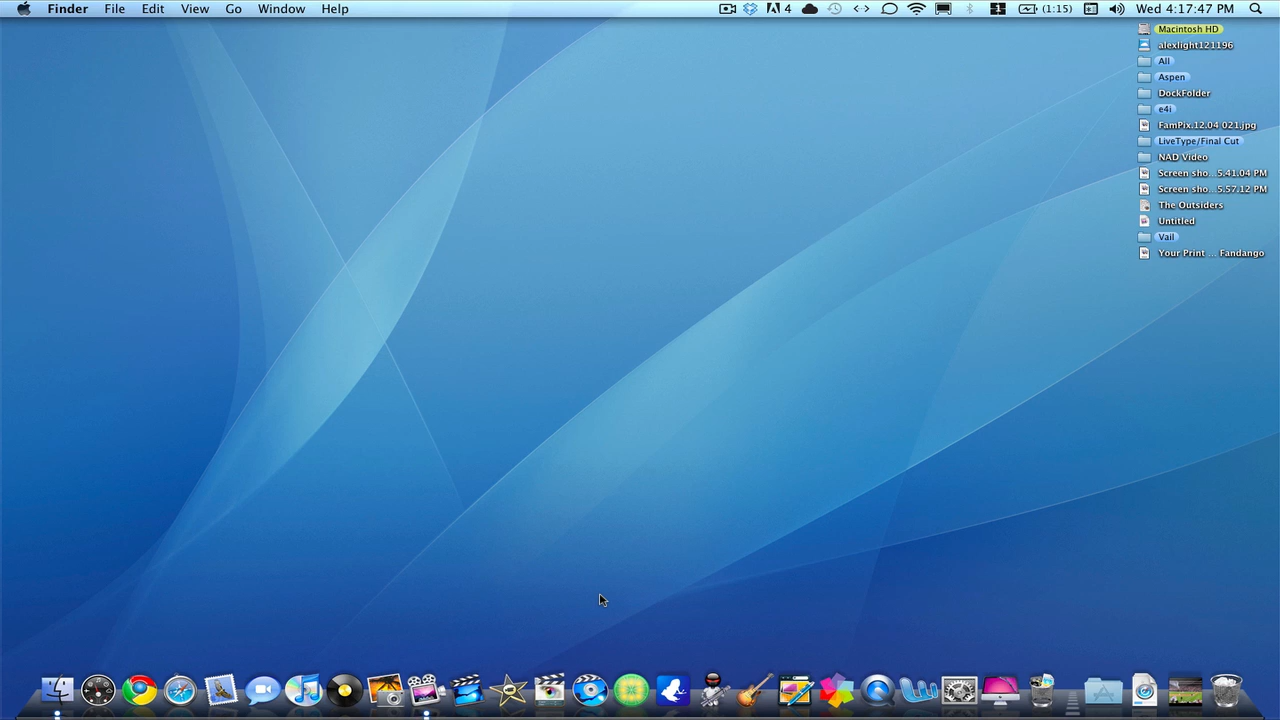 Finder File Edit View Go Window Help 4 1 (1:15) Wed 4:17:47 PM
Macintosh HD
alexlight121196
All
Aspen
DockFolder
e4i
FamPix.12.04 021.jpg
LiveType/Final Cut
NAD Video
Screen sho...5.41.04 PM
Screen sho...5.57.12 PM
The Outsiders
Untitled
Vail
Your Print ... Fandango